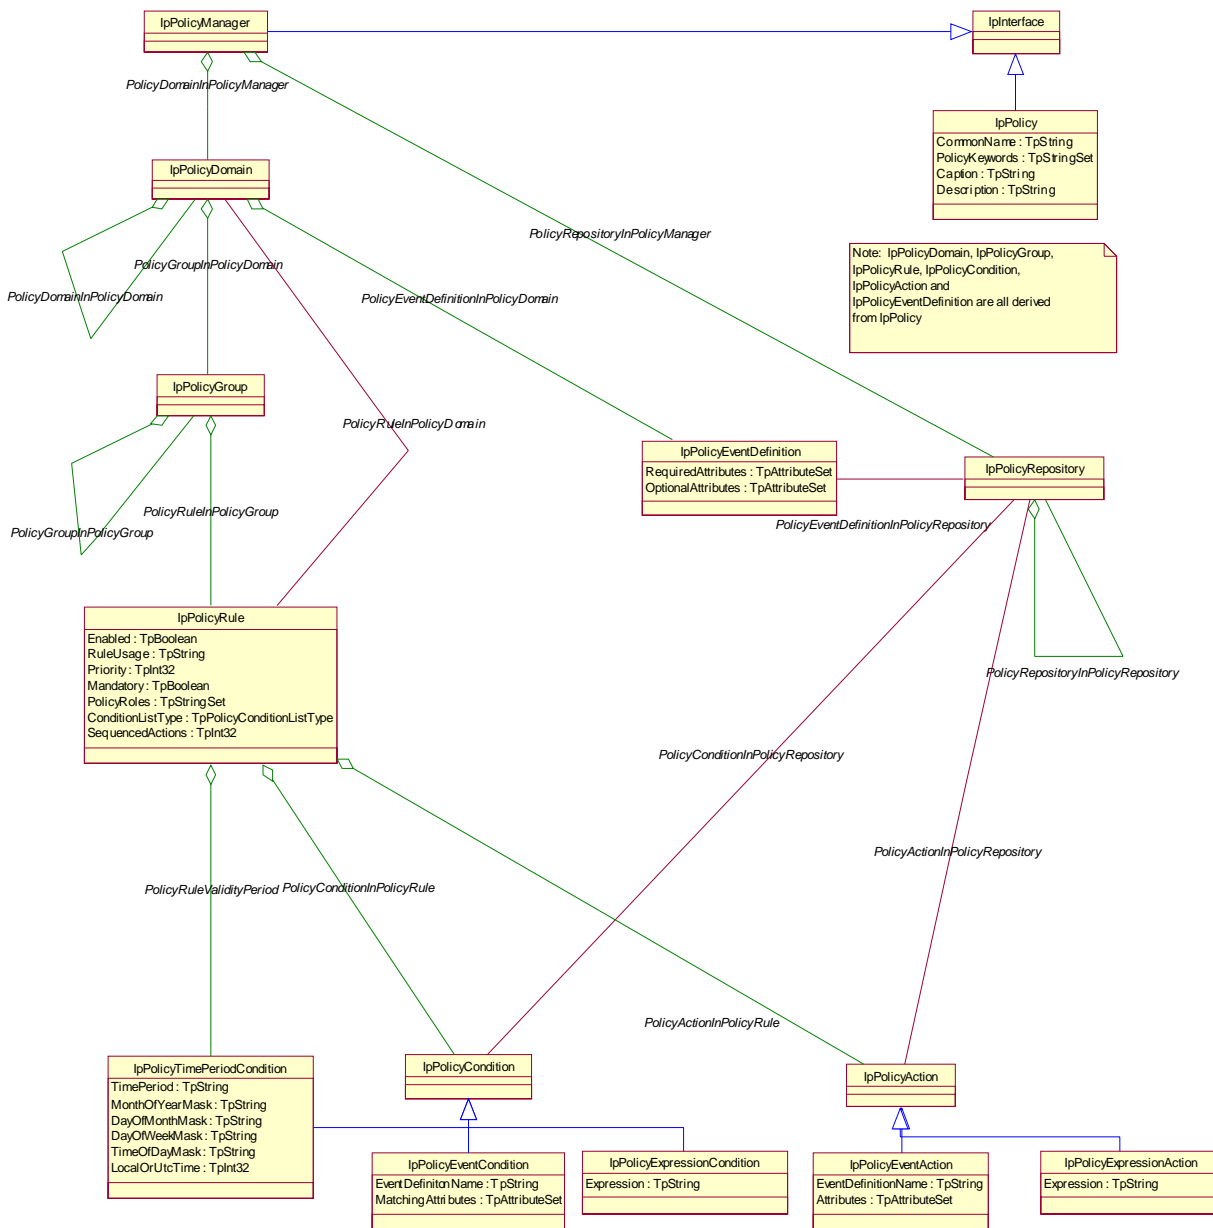 IpPolicyManager
IpInterface
PolicyDomainInPolicyManager
IpPolicy
CommonName : TpString
PolicyKeywords : TpStringSet
Caption : TpString
Description : TpString
IpPolicyDomain
PolicyRepositoryInPolicyManager
Note:  IpPolicyDomain, IpPolicyGroup,
IpPolicyRule, IpPolicyCondition,
IpPolicyAction and
IpPolicyEventDefinition are all derived
from IpPolicy
PolicyGroupInPolicyDomain
PolicyDomainInPolicyDomain
PolicyEventDefinitionInPolicyDomain
IpPolicyGroup
PolicyRuleInPolicyDomain
IpPolicyEventDefinition
RequiredAttributes : TpAttributeSet
OptionalAttributes : TpAttributeSet
IpPolicyRepository
PolicyRuleInPolicyGroup
PolicyGroupInPolicyGroup
PolicyEventDefinitionInPolicyRepository
IpPolicyRule
Enabled : TpBoolean
RuleUsage : TpString
Priority : TpInt32
Mandatory : TpBoolean
PolicyRoles : TpStringSet
ConditionListType : TpPolicyConditionListType
SequencedActions : TpInt32
PolicyRepositoryInPolicyRepository
PolicyConditionInPolicyRepository
PolicyActionInPolicyRepository
PolicyRuleValidityPeriod
PolicyConditionInPolicyRule
PolicyActionInPolicyRule
IpPolicyTimePeriodCondition
TimePeriod : TpString
MonthOfYearMask : TpString
DayOfMonthMask : TpString
DayOfWeekMask : TpString
TimeOfDayMask : TpString
LocalOrUtcTime : TpInt32
IpPolicyCondition
IpPolicyAction
IpPolicyEventCondition
EventDefinitonName : TpString
MatchingAttributes : TpAttributeSet
IpPolicyExpressionCondition
Expression : TpString
IpPolicyEventAction
EventDefinitionName : TpString
Attributes : TpAttributeSet
IpPolicyExpressionAction
Expression : TpString